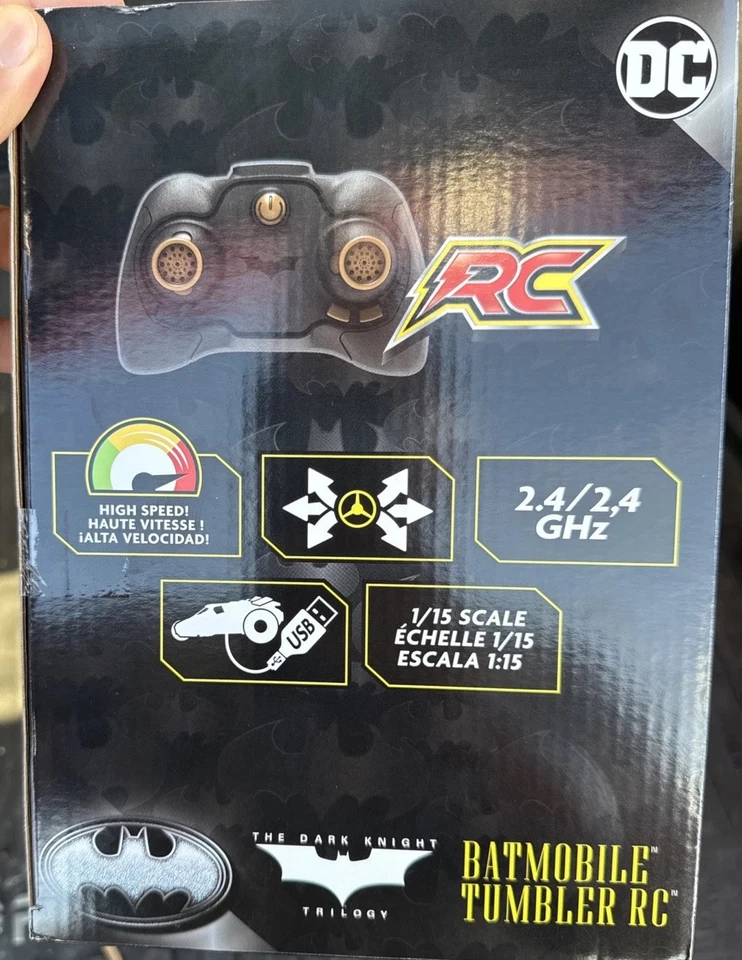 DC
RC
HIGH SPEED!
HAUTE VITESSE !
¡ALTA VELOCIDAD!
2.4/2,4
GHz
USB
1/15 SCALE
ÉCHELLE 1/15
ESCALA 1:15
THE DARK KNIGHT
TRILOGY
BATMOBILE™
TUMBLER RC™